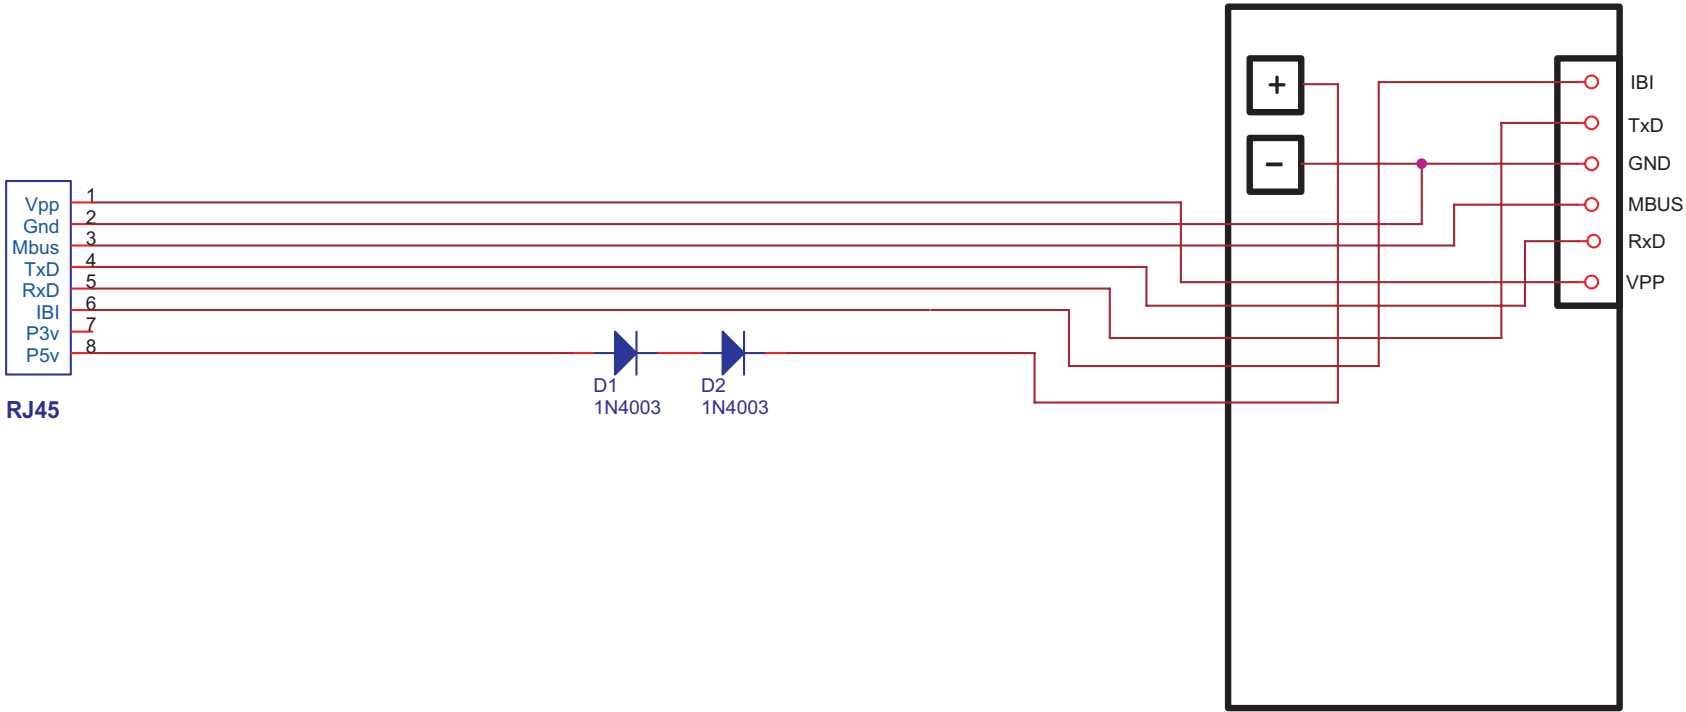 +
−
IBI
TxD
GND
MBUS
RxD
VPP
Vpp 1
Gnd 2
Mbus 3
TxD 4
RxD 5
IBI 6
P3v 7
P5v 8
RJ45
D1
1N4003
D2
1N4003